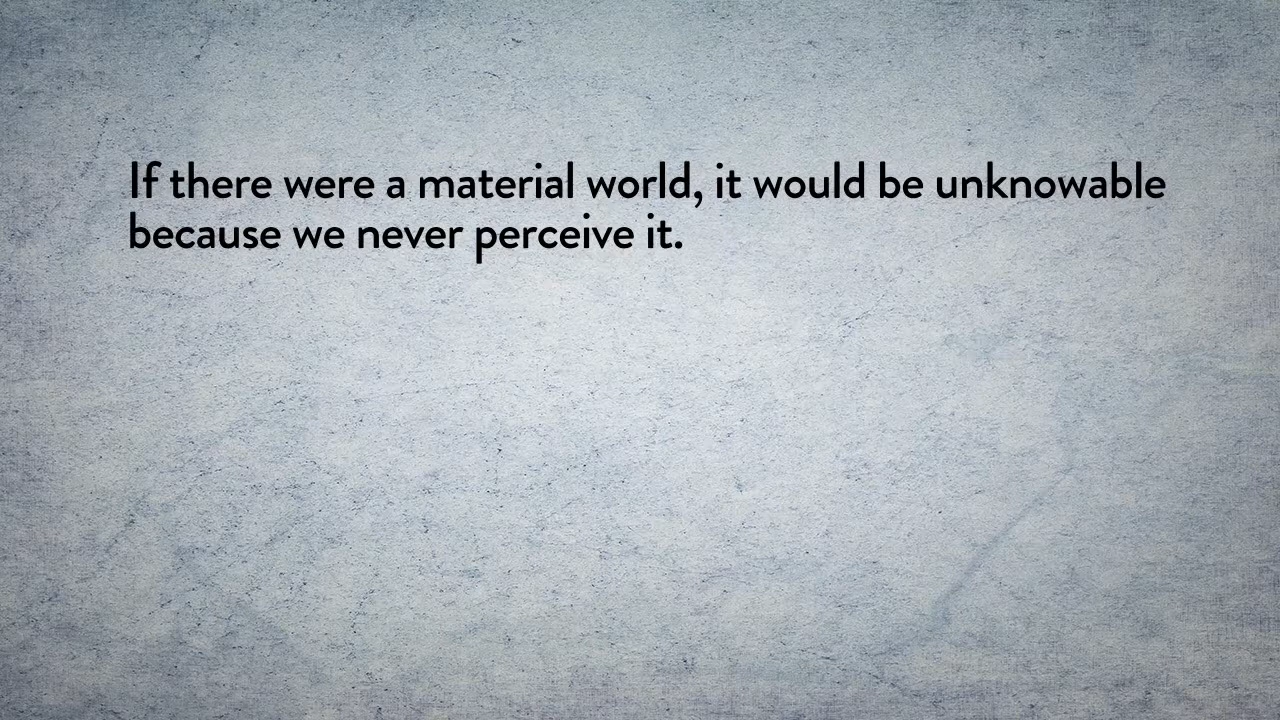 If there were a material world, it would be unknowable
because we never perceive it.